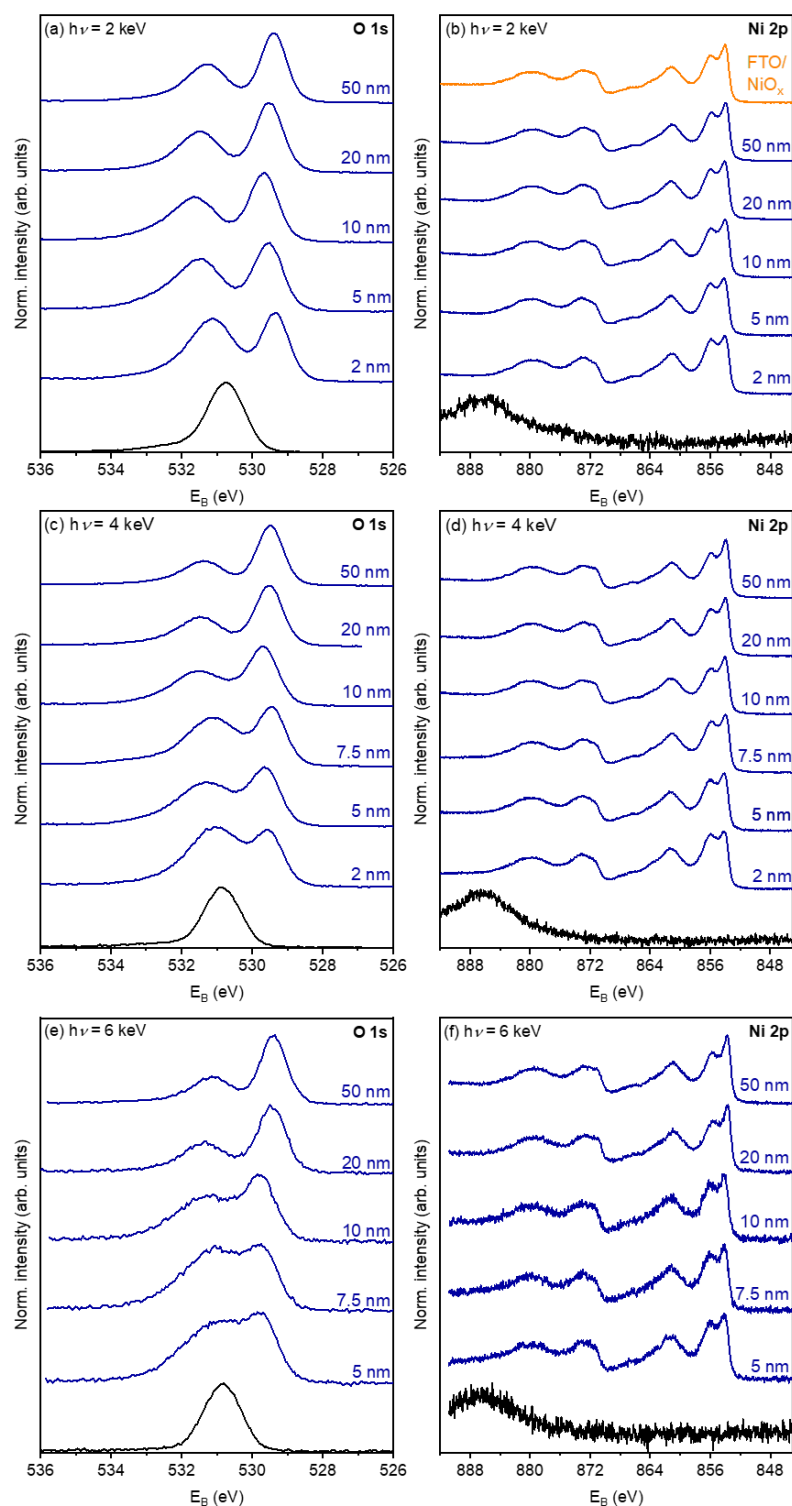 (a) hν = 2 keV
O 1s
50 nm
20 nm
10 nm
5 nm
2 nm
Norm. intensity (arb. units)
536 534 532 530 528 526
E_B (eV)
(b) hν = 2 keV
Ni 2p
FTO/
NiO_x
50 nm
20 nm
10 nm
5 nm
2 nm
Norm. intensity (arb. units)
888 880 872 864 856 848
E_B (eV)
(c) hν = 4 keV
O 1s
50 nm
20 nm
10 nm
7.5 nm
5 nm
2 nm
Norm. intensity (arb. units)
536 534 532 530 528 526
E_B (eV)
(d) hν = 4 keV
Ni 2p
50 nm
20 nm
10 nm
7.5 nm
5 nm
2 nm
Norm. intensity (arb. units)
888 880 872 864 856 848
E_B (eV)
(e) hν = 6 keV
O 1s
50 nm
20 nm
10 nm
7.5 nm
5 nm
Norm. intensity (arb. units)
536 534 532 530 528 526
E_B (eV)
(f) hν = 6 keV
Ni 2p
50 nm
20 nm
10 nm
7.5 nm
5 nm
Norm. intensity (arb. units)
888 880 872 864 856 848
E_B (eV)